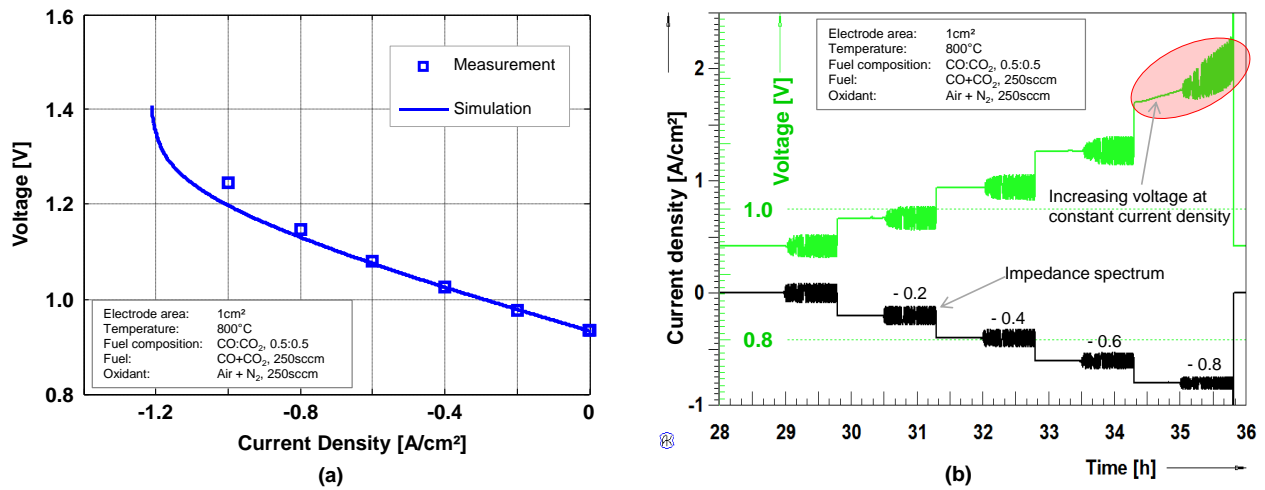 1.6
1.4
1.2
1.0
0.8
Voltage [V]
Measurement
Simulation
Electrode area: 1cm²
Temperature: 800°C
Fuel composition: CO:CO₂, 0.5:0.5
Fuel: CO+CO₂, 250sccm
Oxidant: Air + N₂, 250sccm
-1.2 -0.8 -0.4 0
Current Density [A/cm²]
(a)
2
1
0
-1
Current density [A/cm²]
Voltage [V]
1.0
0.8
Electrode area: 1cm²
Temperature: 800°C
Fuel composition: CO:CO₂, 0.5:0.5
Fuel: CO+CO₂, 250sccm
Oxidant: Air + N₂, 250sccm
Increasing voltage at
constant current density
Impedance spectrum
- 0.2
- 0.4
- 0.6
- 0.8
28 29 30 31 32 33 34 35 36
Time [h]
(b)